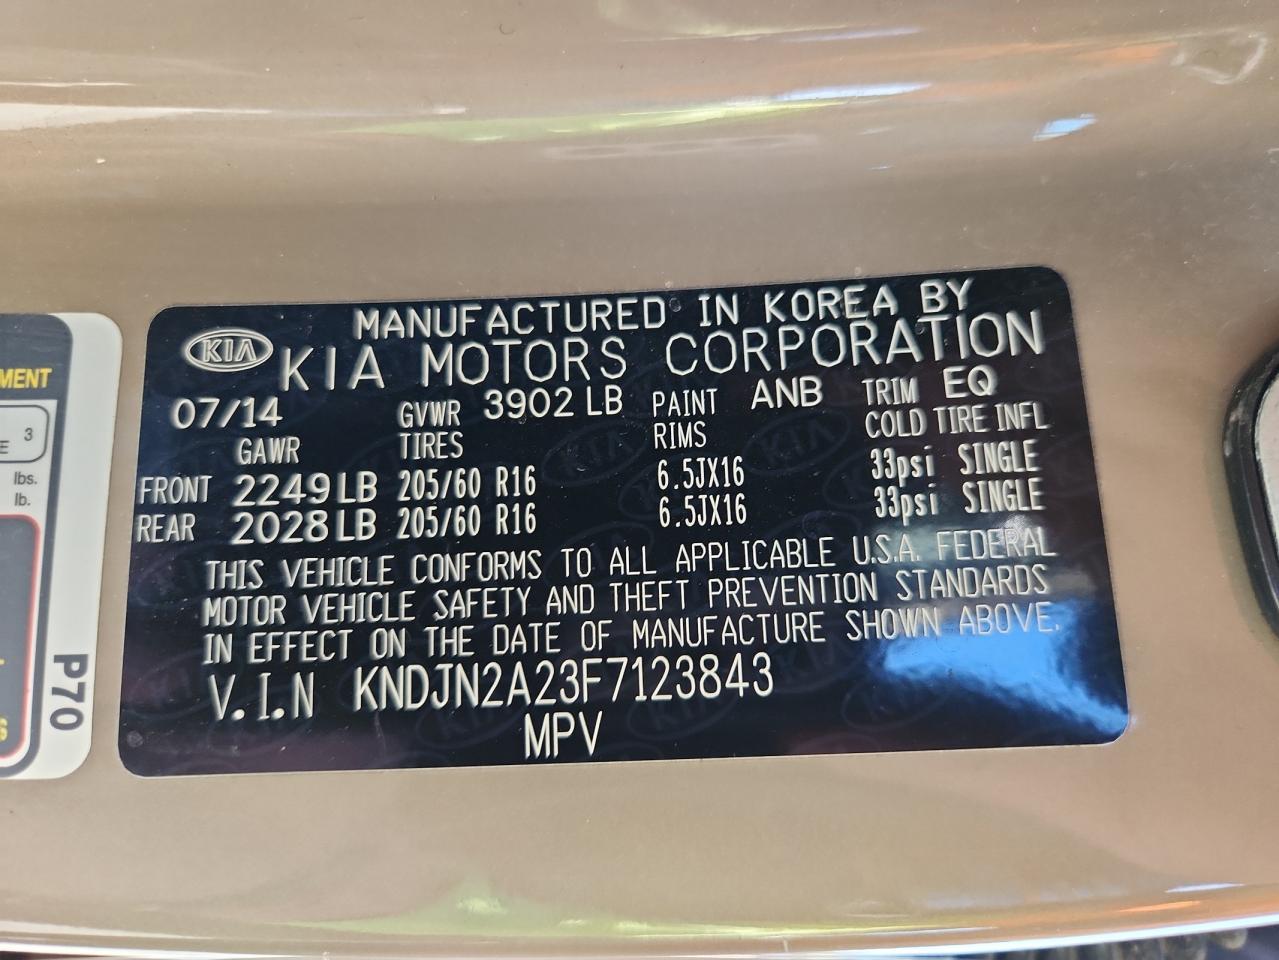 MANUFACTURED IN KOREA BY
KIA KIA MOTORS CORPORATION
07/14 GVWR 3902 LB PAINT ANB TRIM EQ
GAWR TIRES RIMS COLD TIRE INFL
FRONT 2249 LB 205/60 R16 6.5JX16 33psi SINGLE
REAR 2028 LB 205/60 R16 6.5JX16 33psi SINGLE
THIS VEHICLE CONFORMS TO ALL APPLICABLE U.S.A. FEDERAL
MOTOR VEHICLE SAFETY AND THEFT PREVENTION STANDARDS
IN EFFECT ON THE DATE OF MANUFACTURE SHOWN ABOVE.
V.I.N KNDJN2A23F7123843
MPV
MENT
3
E
lbs.
lb.
P70
S